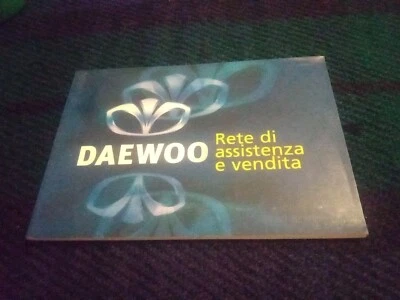 DAEWOO
Rete di
assistenza
e vendita